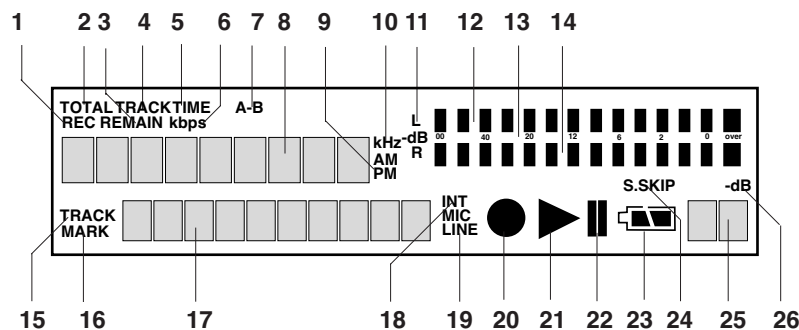 1 2 3 4 5 6 7 8 9 10 11 12 13 14
TOTAL TRACK TIME A-B
REC REMAIN kbps
L
-dB
R
00 40 20 12 6 2 0 over
kHz
AM
PM
S.SKIP -dB
TRACK
MARK
INT
MIC
LINE
15 16 17 18 19 20 21 22 23 24 25 26